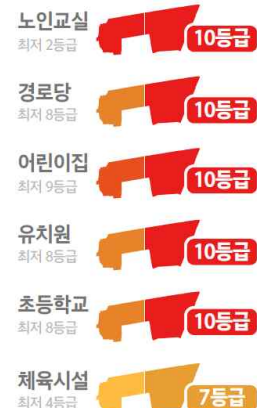 노인교실
최저 2등급
10등급
경로당
최저 8등급
10등급
어린이집
최저 9등급
10등급
유치원
최저 8등급
10등급
초등학교
최저 8등급
10등급
체육시설
최저 4등급
7등급